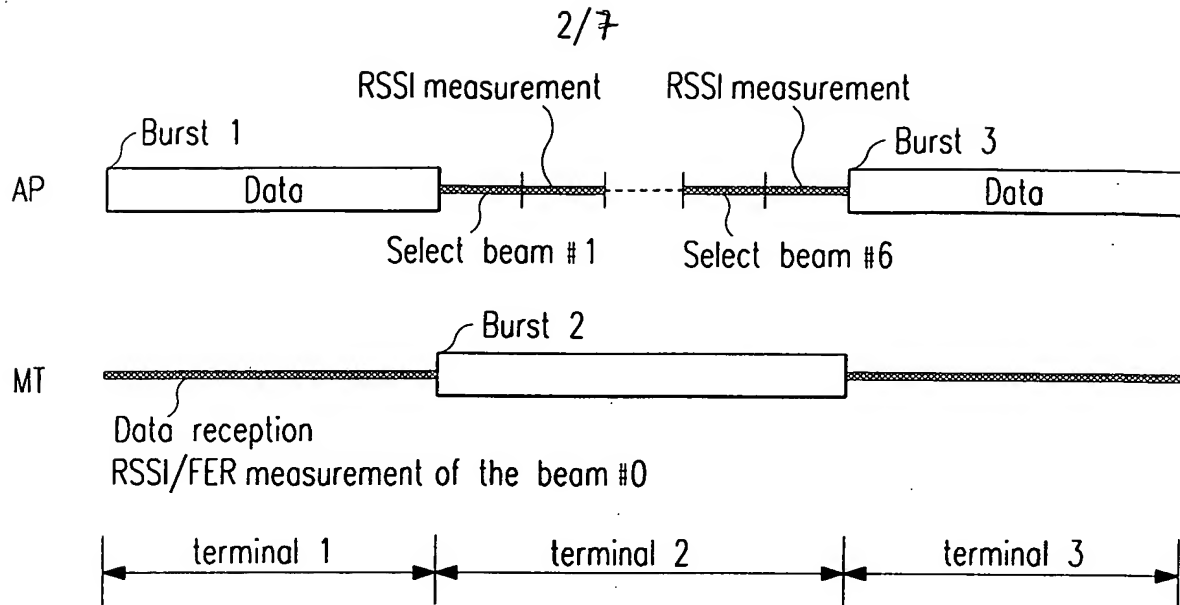 2/7
RSSI measurement RSSI measurement
Burst 1 Burst 3
AP Data Data
Select beam #1 Select beam #6
Burst 2
MT
Data reception
RSSI/FER measurement of the beam #0
terminal 1 terminal 2 terminal 3